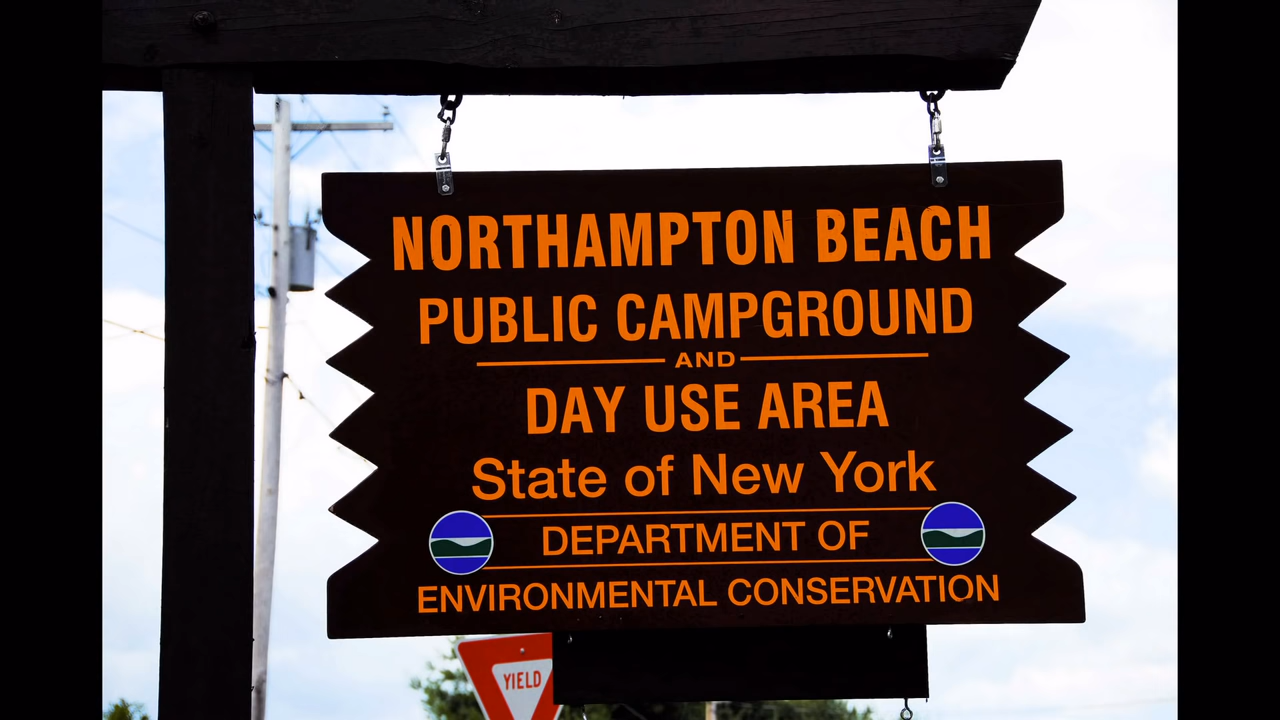 NORTHAMPTON BEACH
PUBLIC CAMPGROUND
AND
DAY USE AREA
State of New York
DEPARTMENT OF
ENVIRONMENTAL CONSERVATION
YIELD